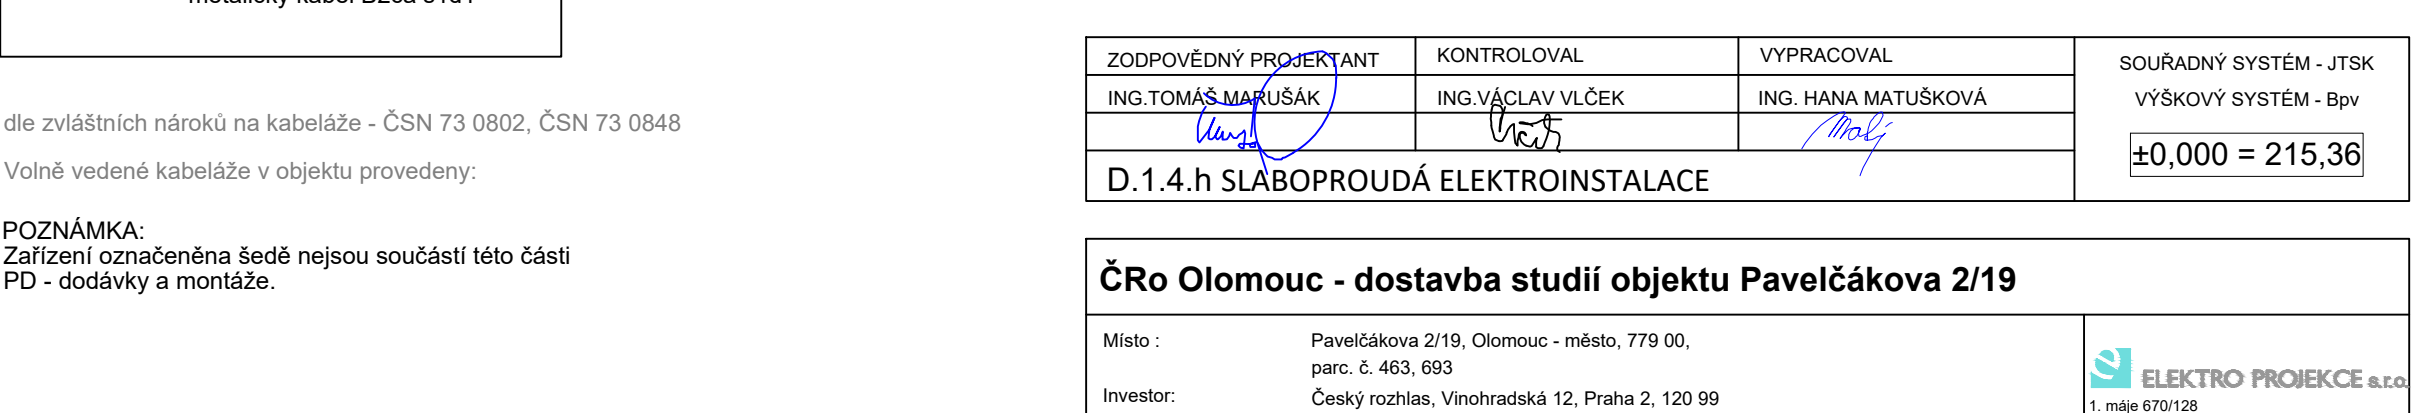 dle zvláštních nároků na kabeláže - ČSN 73 0802, ČSN 73 0848
Volně vedené kabeláže v objektu provedeny:
POZNÁMKA:
Zařízení označeněna šedě nejsou součástí této části
PD - dodávky a montáže.
ZODPOVĚDNÝ PROJEKTANT
KONTROLOVAL
VYPRACOVAL
ING.TOMÁŠ MARUŠÁK
ING.VÁCLAV VLČEK
ING. HANA MATUŠKOVÁ
D.1.4.h SLABOPROUDÁ ELEKTROINSTALACE
SOUŘADNÝ SYSTÉM - JTSK
VÝŠKOVÝ SYSTÉM - Bpv
±0,000 = 215,36
ČRo Olomouc - dostavba studií objektu Pavelčákova 2/19
Místo : Pavelčákova 2/19, Olomouc - město, 779 00,
parc. č. 463, 693
Investor: Český rozhlas, Vinohradská 12, Praha 2, 120 99
ELEKTRO PROJEKCE s.r.o.
1. máje 670/128